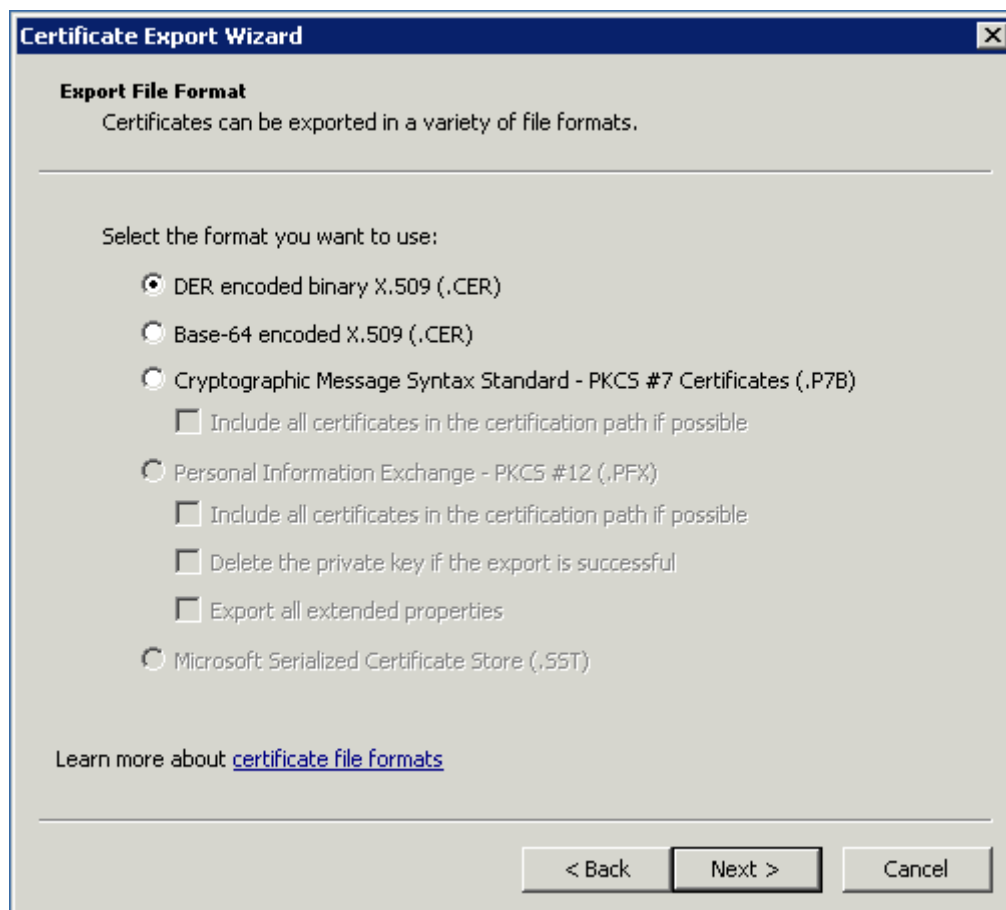 Certificate Export Wizard
Export File Format
Certificates can be exported in a variety of file formats.
Select the format you want to use:
DER encoded binary X.509 (.CER)
Base-64 encoded X.509 (.CER)
Cryptographic Message Syntax Standard - PKCS #7 Certificates (.P7B)
Include all certificates in the certification path if possible
Personal Information Exchange - PKCS #12 (.PFX)
Include all certificates in the certification path if possible
Delete the private key if the export is successful
Export all extended properties
Microsoft Serialized Certificate Store (.SST)
Learn more about certificate file formats
< Back Next > Cancel